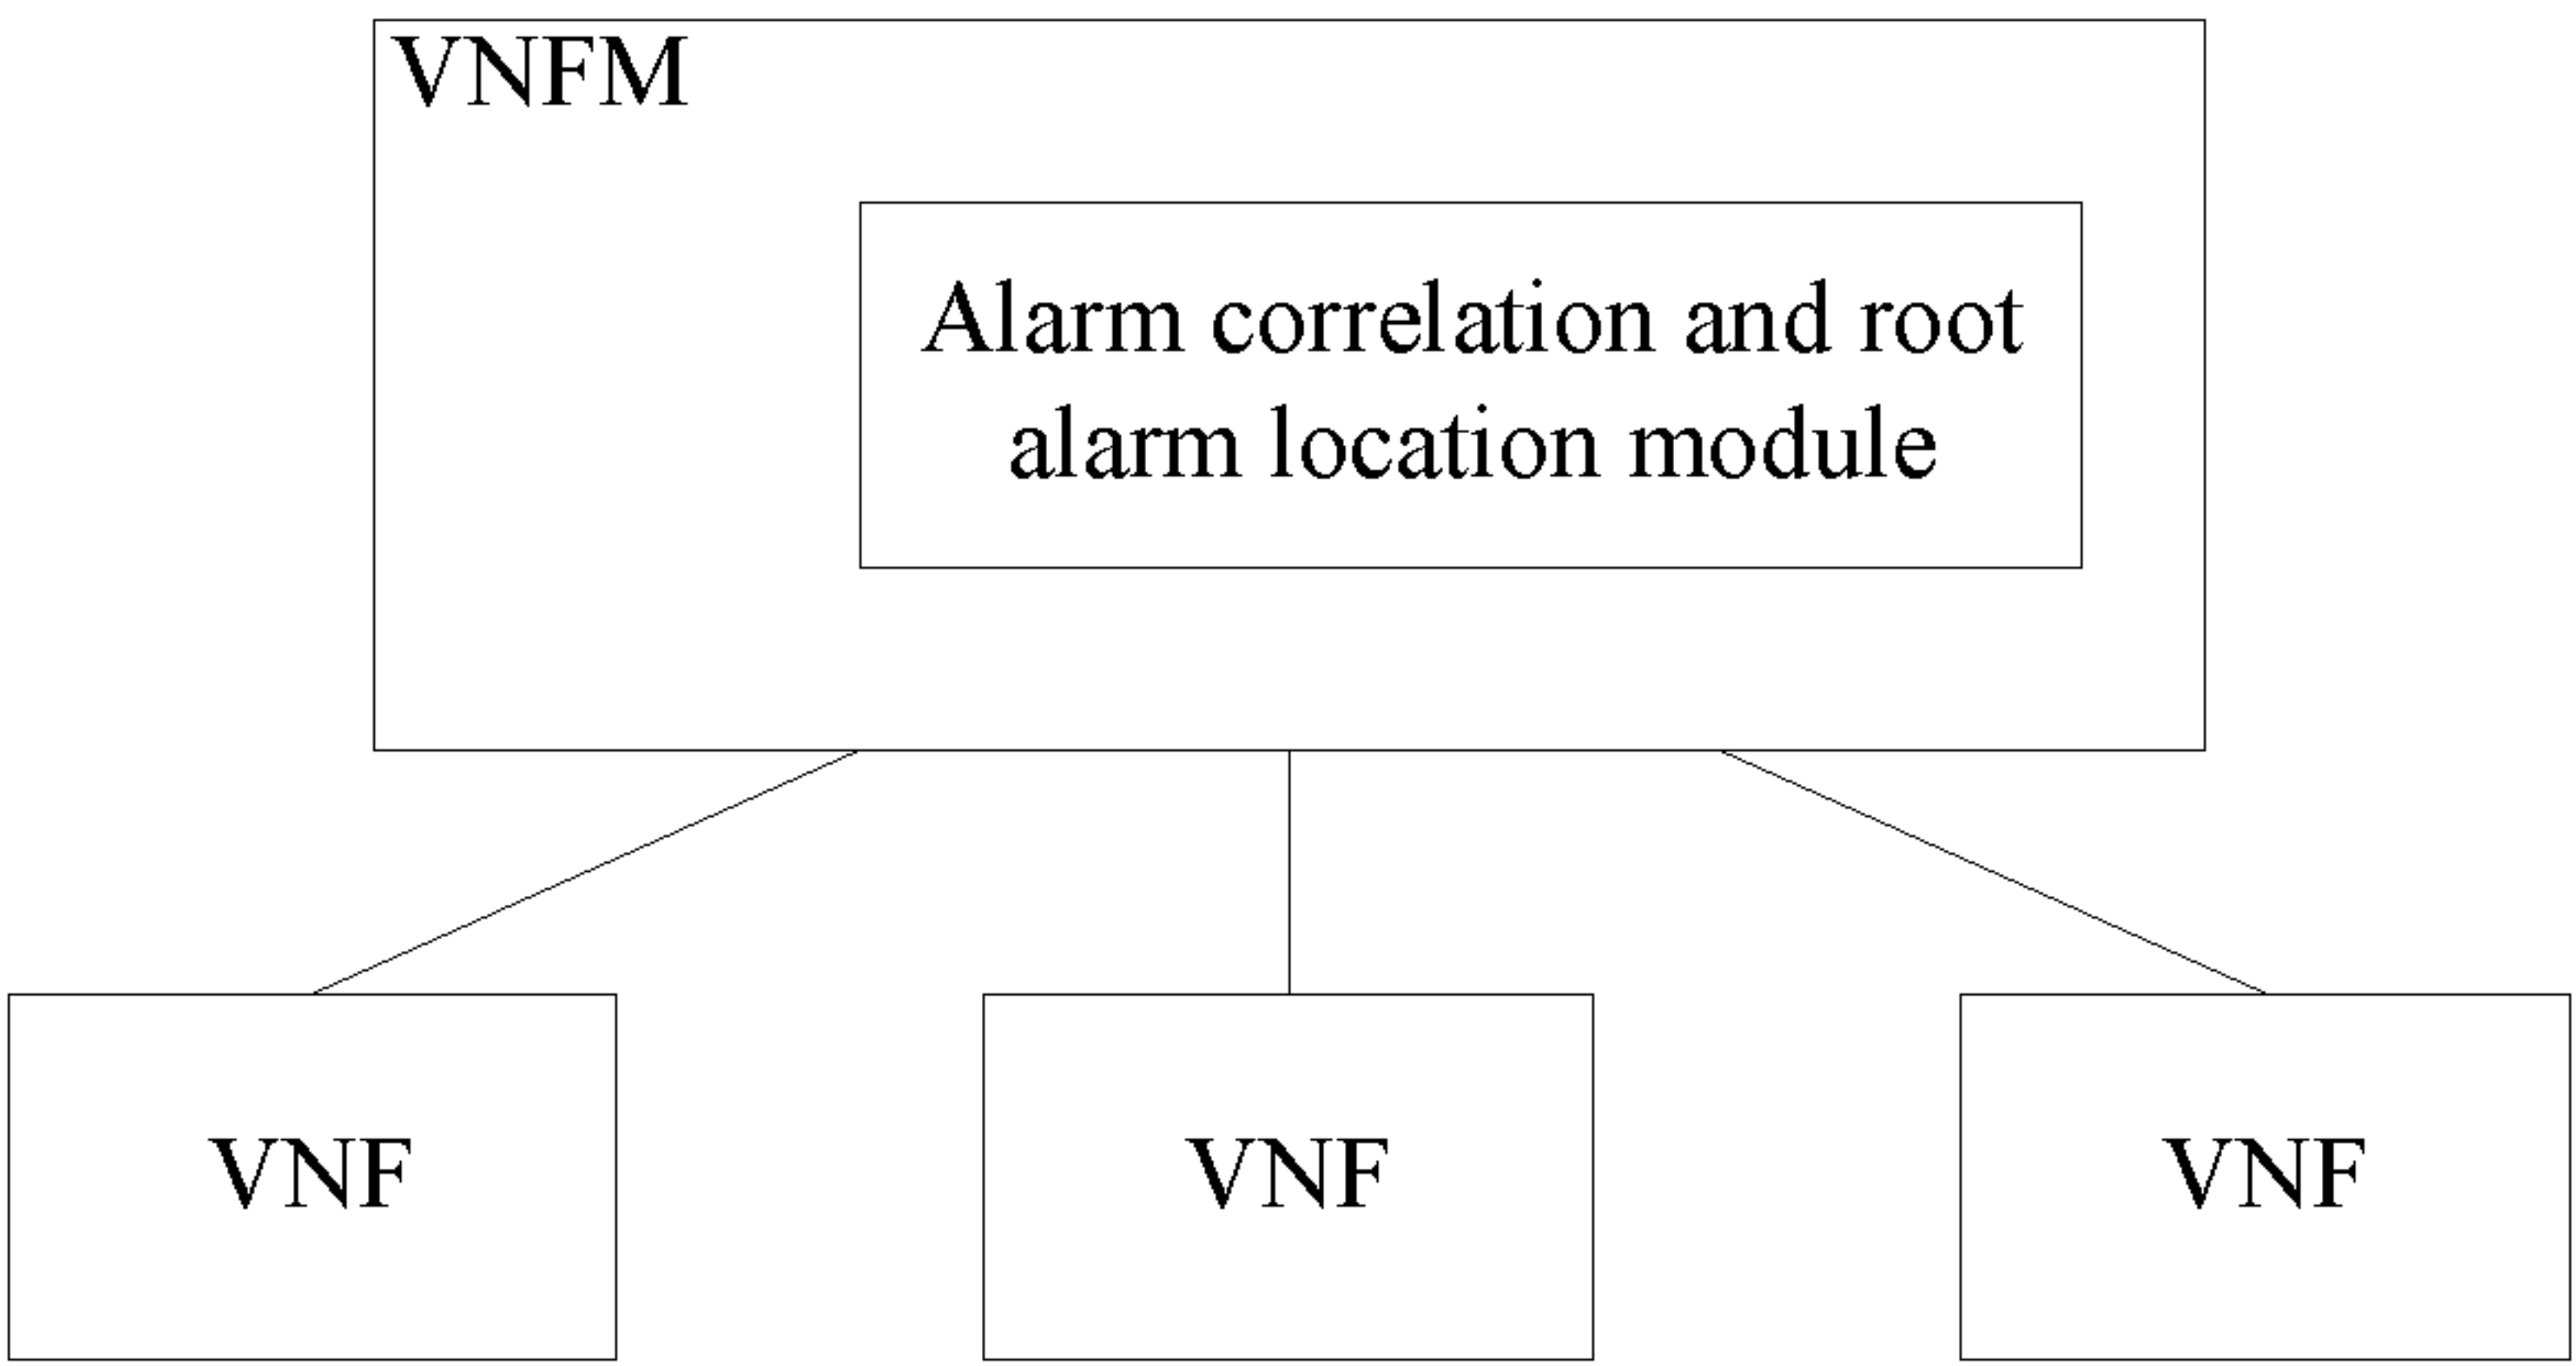 VNFM
Alarm correlation and root
alarm location module
VNF
VNF
VNF